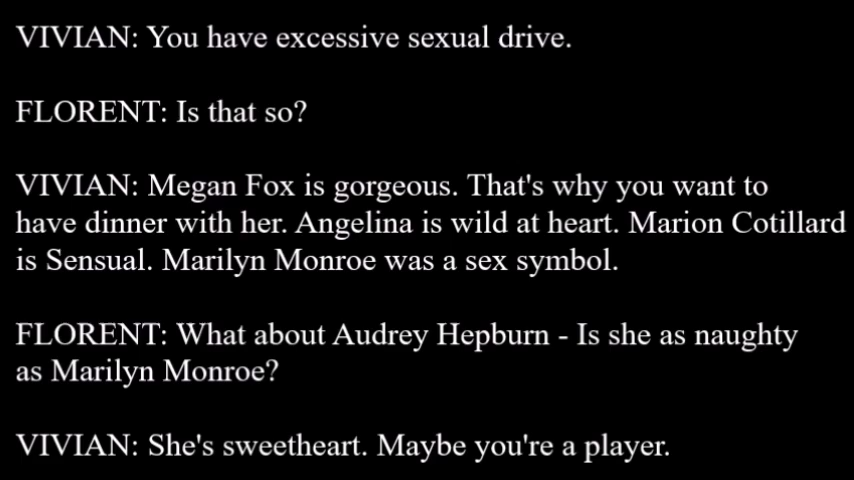 VIVIAN: You have excessive sexual drive.
FLORENT: Is that so?
VIVIAN: Megan Fox is gorgeous. That's why you want to
have dinner with her. Angelina is wild at heart. Marion Cotillard
is Sensual. Marilyn Monroe was a sex symbol.
FLORENT: What about Audrey Hepburn - Is she as naughty
as Marilyn Monroe?
VIVIAN: She's sweetheart. Maybe you're a player.